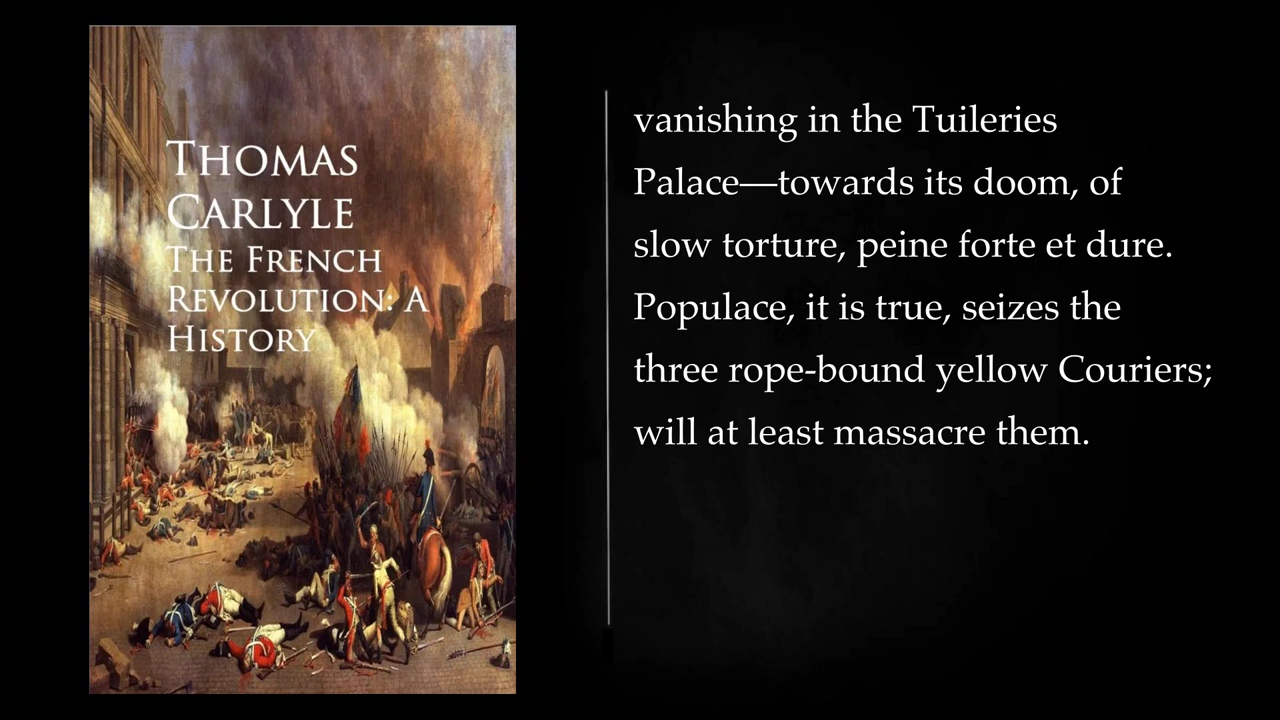 THOMAS
CARLYLE
THE FRENCH
REVOLUTION: A
HISTORY
vanishing in the Tuileries
Palace—towards its doom, of
slow torture, peine forte et dure.
Populace, it is true, seizes the
three rope-bound yellow Couriers;
will at least massacre them.